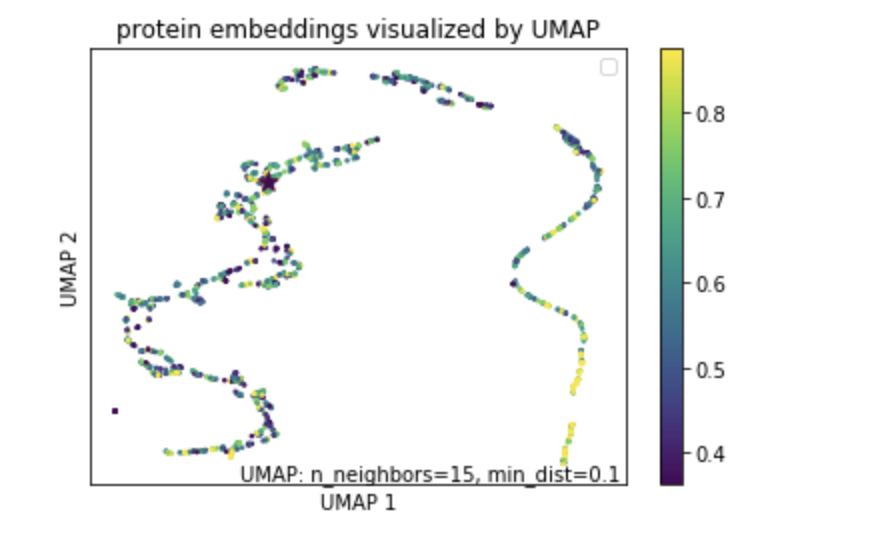 protein embeddings visualized by UMAP
0.8
0.7
0.6
0.5
0.4
UMAP 2
UMAP: n_neighbors=15, min_dist=0.1
UMAP 1